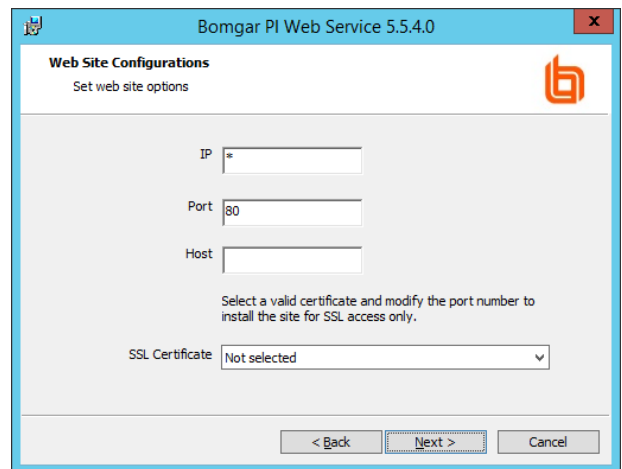 Bomgar PI Web Service 5.5.4.0
x
Web Site Configurations
Set web site options
IP *
Port 80
Host
Select a valid certificate and modify the port number to
install the site for SSL access only.
SSL Certificate Not selected
< Back Next > Cancel